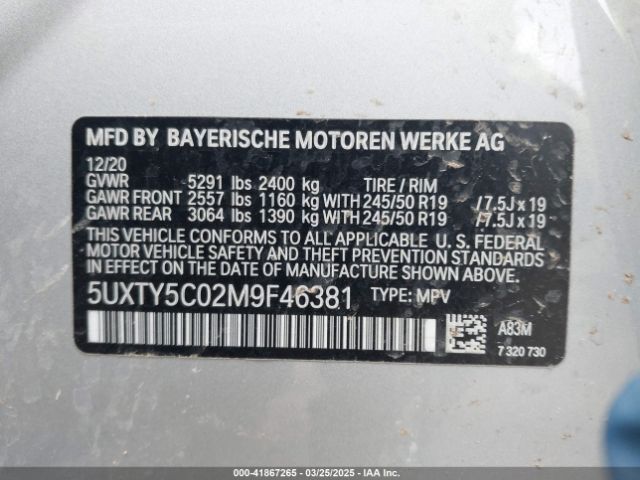 MFD BY BAYERISCHE MOTOREN WERKE AG
12/20
GVWR 5291 lbs 2400 kg TIRE / RIM
GAWR FRONT 2557 lbs 1160 kg WITH 245/50 R19 /7.5J x 19
GAWR REAR 3064 lbs 1390 kg WITH 245/50 R19 /7.5J x 19
THIS VEHICLE CONFORMS TO ALL APPLICABLE U. S. FEDERAL
MOTOR VEHICLE SAFETY AND THEFT PREVENTION STANDARDS
IN EFFECT ON THE DATE OF MANUFACTURE SHOWN ABOVE.
5UXTY5C02M9F46381 TYPE: MPV
A83M
7 320 730
000-41867265 - 03/25/2025 - IAA Inc.